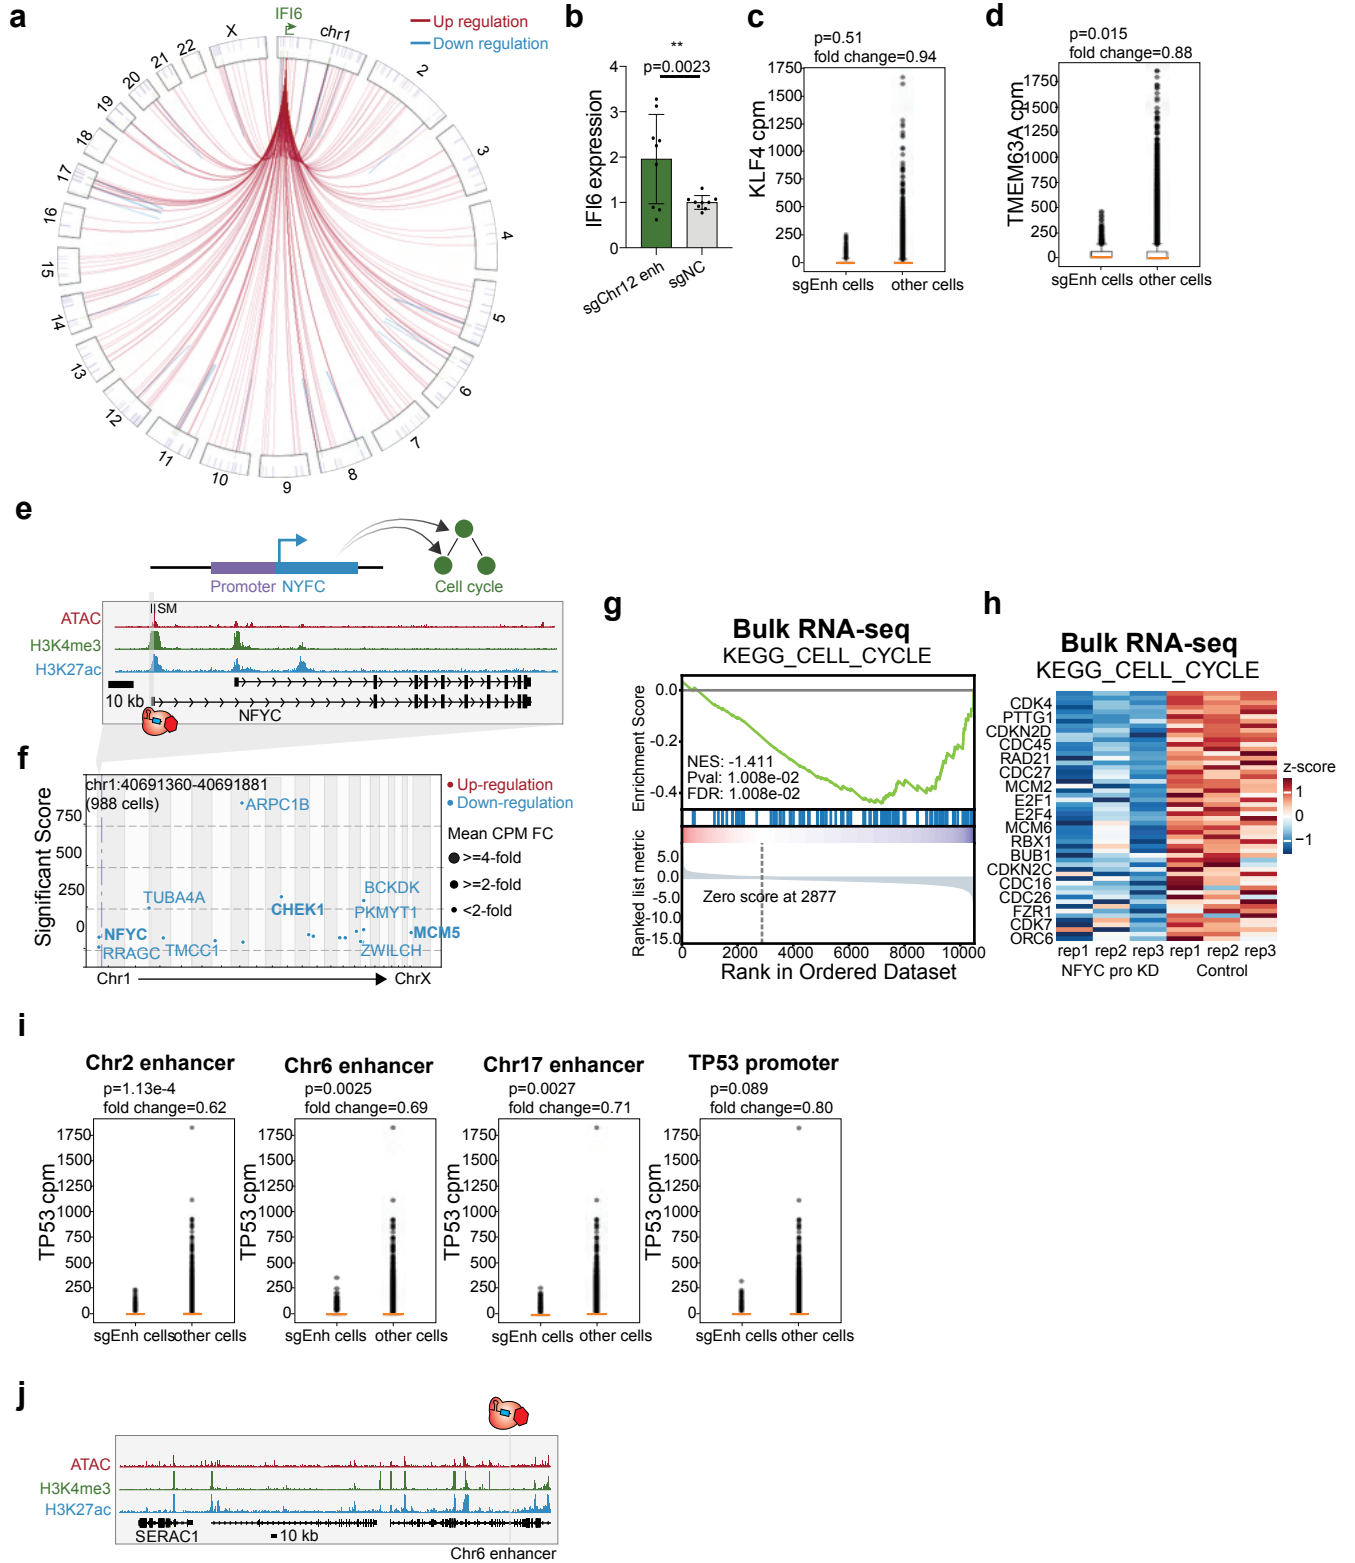 a
IFI6
Up regulation
Down regulation
chr1
2
3
4
5
6
7
8
9
10
11
12
13
14
15
16
17
18
19
20
21
22
X
b
**
p=0.0023
IFI6 expression
4
3
2
1
0
sgChr12 enh
sgNC
c
p=0.51
fold change=0.94
KLF4 cpm
1750
1500
1250
1000
750
500
250
0
sgEnh cells
other cells
d
p=0.015
fold change=0.88
TMEM63A cpm
1750
1500
1250
1000
750
500
250
0
sgEnh cells
other cells
e
Promoter NYFC
Cell cycle
SM
ATAC
H3K4me3
H3K27ac
10 kb
NFYC
f
chr1:40691360-40691881
(988 cells)
Significant Score
750
500
250
0
ARPC1B
TUBA4A
CHEK1
BCKDK
PKMYT1
NFYC
RRAGC
TMCC1
MCM5
ZWILCH
Chr1
ChrX
Up-regulation
Down-regulation
Mean CPM FC
>=4-fold
>=2-fold
<2-fold
g
Bulk RNA-seq
KEGG_CELL_CYCLE
Enrichment Score
0.0
-0.2
-0.4
NES: -1.411
Pval: 1.008e-02
FDR: 1.008e-02
Ranked list metric
5.0
0.0
-5.0
-10.0
-15.0
Zero score at 2877
0
2000
4000
6000
8000
10000
Rank in Ordered Dataset
h
Bulk RNA-seq
KEGG_CELL_CYCLE
CDK4
PTTG1
CDKN2D
CDC45
RAD21
CDC27
MCM2
E2F1
E2F4
MCM6
RBX1
BUB1
CDKN2C
CDC16
CDC26
FZR1
CDK7
ORC6
rep1 rep2 rep3 rep1 rep2 rep3
NFYC pro KD
Control
z-score
1
0
−1
i
Chr2 enhancer
p=1.13e-4
fold change=0.62
TP53 cpm
1750
1500
1250
1000
750
500
250
0
sgEnh cells
other cells
Chr6 enhancer
p=0.0025
fold change=0.69
TP53 cpm
1750
1500
1250
1000
750
500
250
0
sgEnh cells
other cells
Chr17 enhancer
p=0.0027
fold change=0.71
TP53 cpm
1750
1500
1250
1000
750
500
250
0
sgEnh cells
other cells
TP53 promoter
p=0.089
fold change=0.80
TP53 cpm
1750
1500
1250
1000
750
500
250
0
sgEnh cells
other cells
j
ATAC
H3K4me3
H3K27ac
SERAC1
10 kb
Chr6 enhancer